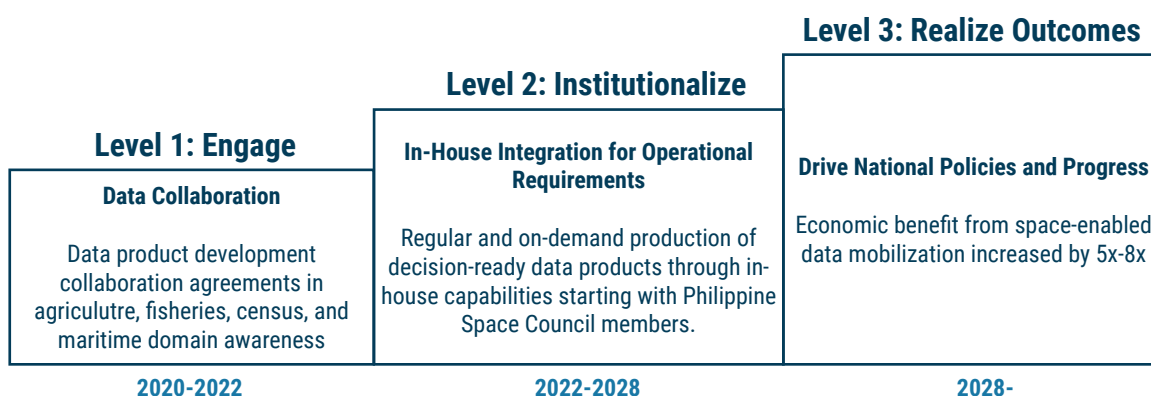 Level 1: Engage
Data Collaboration
Data product development
collaboration agreements in
agriculutre, fisheries, census, and
maritime domain awareness
2020-2022
Level 2: Institutionalize
In-House Integration for Operational
Requirements
Regular and on-demand production of
decision-ready data products through in-
house capabilities starting with Philippine
Space Council members.
2022-2028
Level 3: Realize Outcomes
Drive National Policies and Progress
Economic benefit from space-enabled
data mobilization increased by 5x-8x
2028-